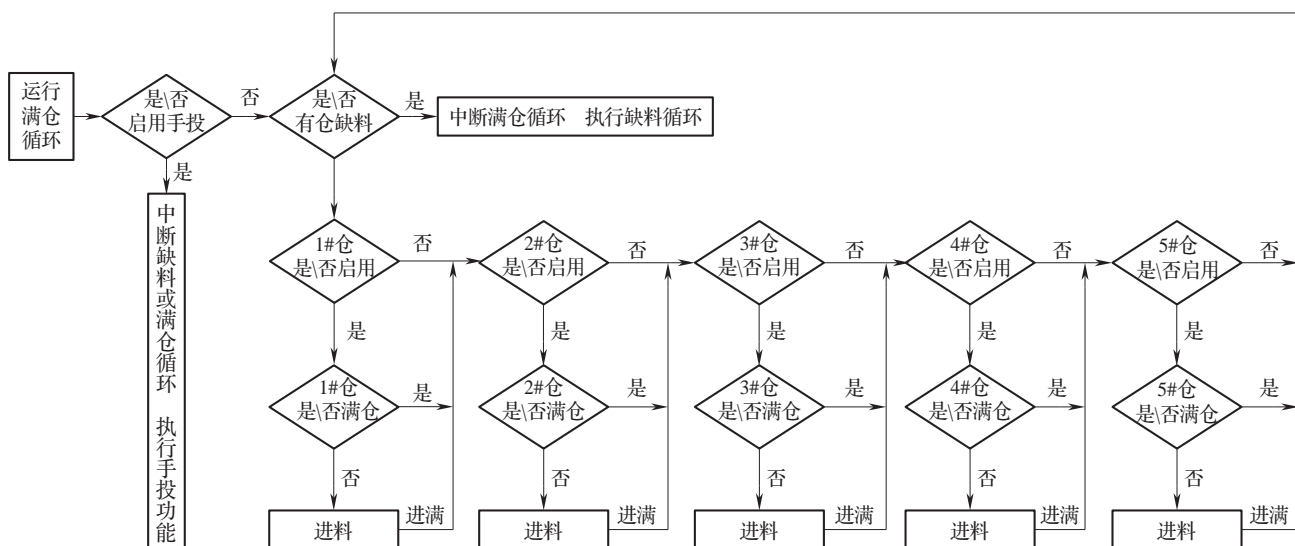 运行
满仓
循环
是\否
启用手投
否
是\否
有仓缺料
是
中断满仓循环 执行缺料循环
是
中断缺料或满仓循环 执行手投功能
1#仓
是\否启用
否
2#仓
是\否启用
否
3#仓
是\否启用
否
4#仓
是\否启用
否
5#仓
是\否启用
否
是
是
是
是
是
1#仓
是\否满仓
是
2#仓
是\否满仓
是
3#仓
是\否满仓
是
4#仓
是\否满仓
是
5#仓
是\否满仓
是
否
否
否
否
否
进料
进满
进料
进满
进料
进满
进料
进满
进料
进满